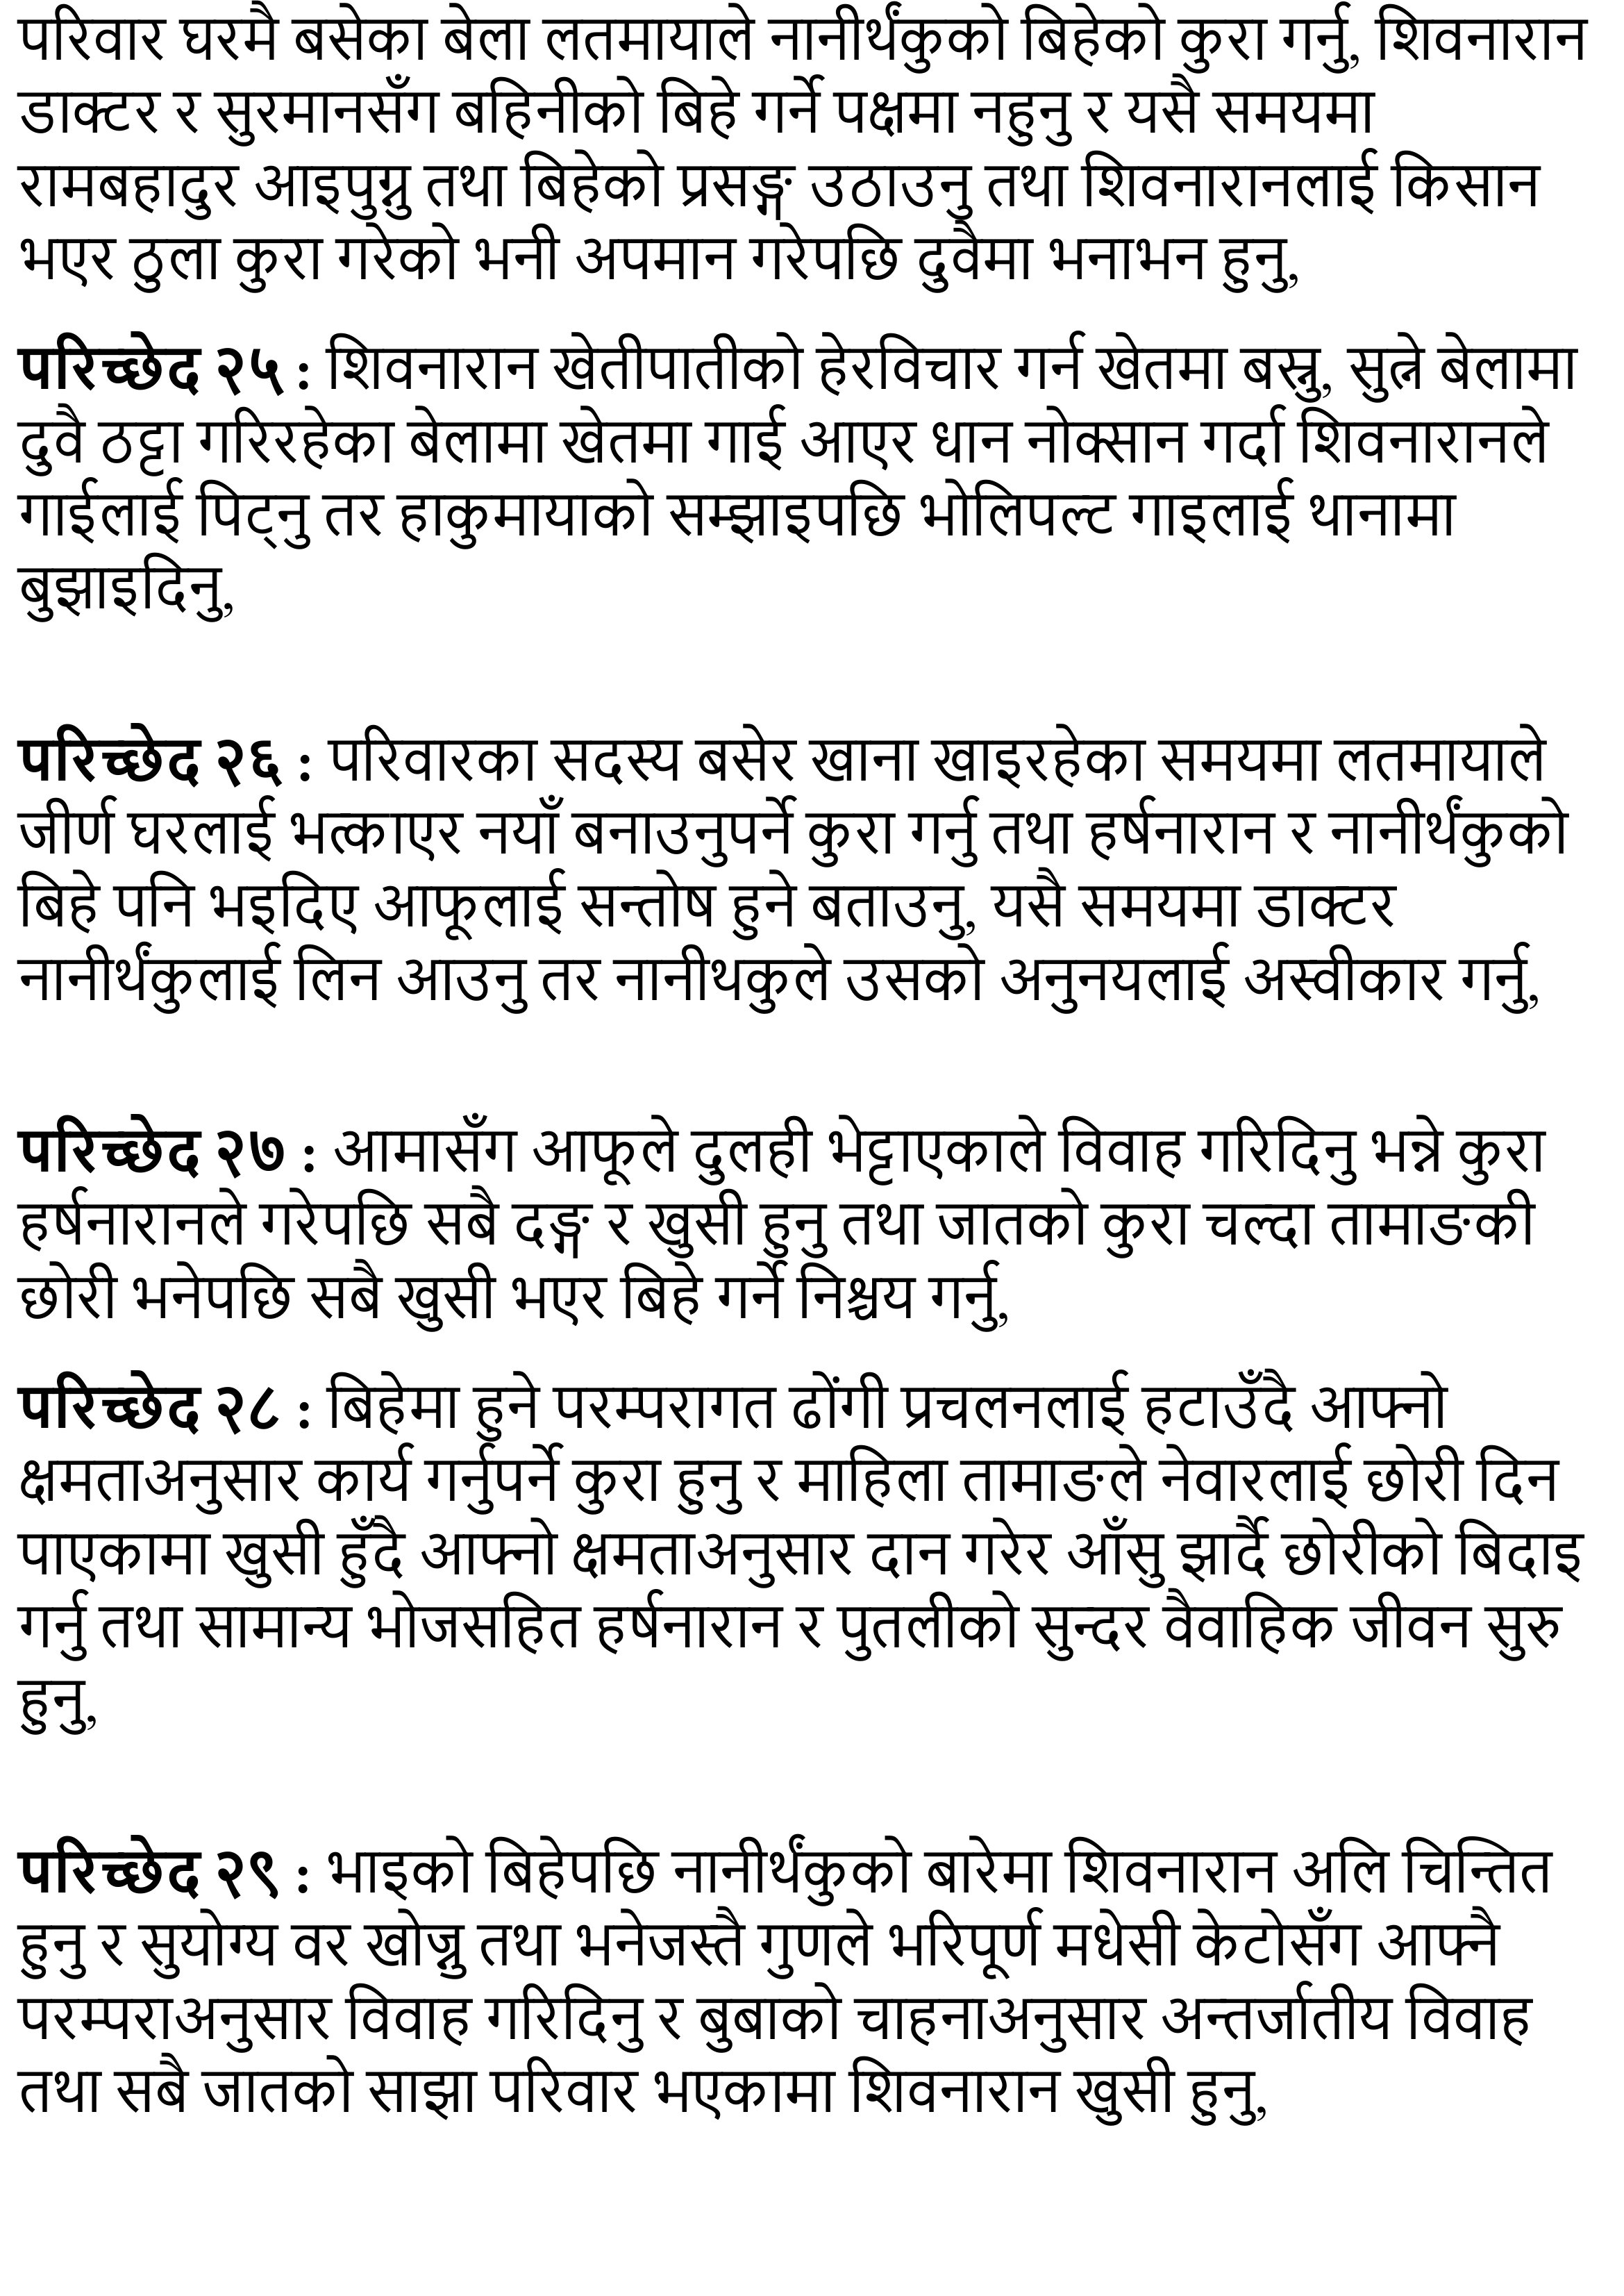 परिवार घरमै बसेका बेला लतमायाले नानीर्थंकुको बिहेको कुरा गर्नु, शिवनारान
डाक्टर र सुरमानसँग बहिनीको बिहे गर्ने पक्षमा नहुनु र यसै समयमा
रामबहादुर आइपुग्नु तथा बिहेको प्रसङ्ग उठाउनु तथा शिवनारानलाई किसान
भएर ठुला कुरा गरेको भनी अपमान गरेपछि दुवैमा भनाभन हुनु,
परिच्छेद २५ : शिवनारान खेतीपातीको हेरविचार गर्न खेतमा बस्नु, सुत्ने बेलामा
दुवै ठट्टा गरिरहेका बेलामा खेतमा गाई आएर धान नोक्सान गर्दा शिवनारानले
गाईलाई पिट्नु तर हाकुमायाको सम्झाइपछि भोलिपल्ट गाइलाई थानामा
बुझाइदिनु,
परिच्छेद २६ : परिवारका सदस्य बसेर खाना खाइरहेका समयमा लतमायाले
जीर्ण घरलाई भत्काएर नयाँ बनाउनुपर्ने कुरा गर्नु तथा हर्षनारान र नानीर्थंकुको
बिहे पनि भइदिए आफूलाई सन्तोष हुने बताउनु, यसै समयमा डाक्टर
नानीर्थंकुलाई लिन आउनु तर नानीथकुले उसको अनुनयलाई अस्वीकार गर्नु,
परिच्छेद २७ : आमासँग आफूले दुलही भेट्टाएकाले विवाह गरिदिनु भन्ने कुरा
हर्षनारानले गरेपछि सबै दङ्ग र खुसी हुनु तथा जातको कुरा चल्दा तामाङकी
छोरी भनेपछि सबै खुसी भएर बिहे गर्ने निश्चय गर्नु,
परिच्छेद २८ : बिहेमा हुने परम्परागत ढोंगी प्रचलनलाई हटाउँदै आफ्नो
क्षमताअनुसार कार्य गर्नुपर्ने कुरा हुनु र माहिला तामाङले नेवारलाई छोरी दिन
पाएकामा खुसी हुँदै आफ्नो क्षमताअनुसार दान गरेर आँसु झार्दै छोरीको बिदाइ
गर्नु तथा सामान्य भोजसहित हर्षनारान र पुतलीको सुन्दर वैवाहिक जीवन सुरु
हुनु,
परिच्छेद २९ : भाइको बिहेपछि नानीर्थंकुको बारेमा शिवनारान अलि चिन्तित
हुनु र सुयोग्य वर खोज्नु तथा भनेजस्तै गुणले भरिपूर्ण मधेसी केटोसँग आफ्नै
परम्पराअनुसार विवाह गरिदिनु र बुबाको चाहनाअनुसार अन्तर्जातीय विवाह
तथा सबै जातको साझा परिवार भएकामा शिवनारान खुसी हुनु,